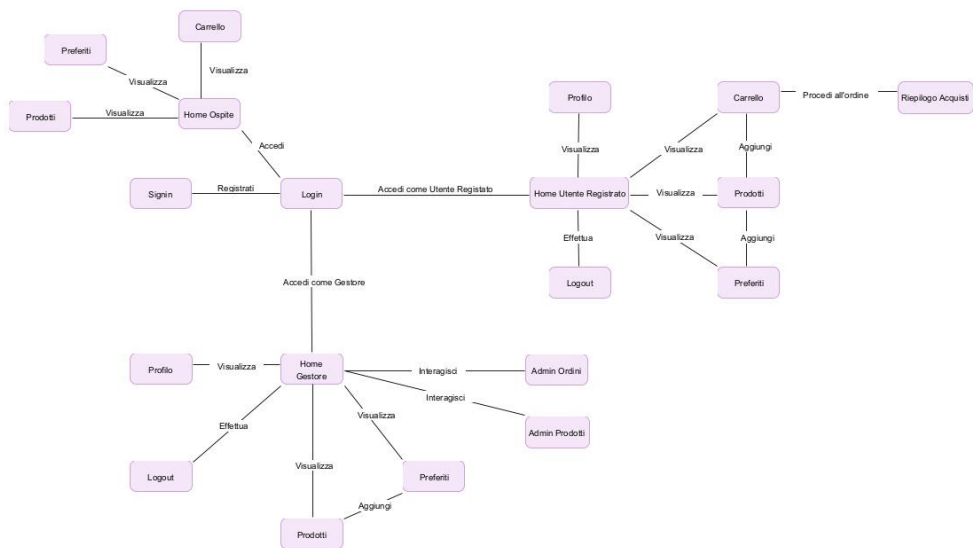 Carrello
Preferiti
Visualizza
Visualizza
Prodotti
Visualizza
Home Ospite
Accedi
Signin
Registrati
Login
Accedi come Utente Registato
Profilo
Carrello
Procedi all'ordine
Riepilogo Acquisti
Visualizza
Visualizza
Aggiungi
Home Utente Registrato
Visualizza
Prodotti
Effettua
Visualizza
Aggiungi
Logout
Preferiti
Accedi come Gestore
Profilo
Visualizza
Home
Gestore
Interagisci
Admin Ordini
Interagisci
Admin Prodotti
Effettua
Visualizza
Visualizza
Logout
Preferiti
Aggiungi
Prodotti